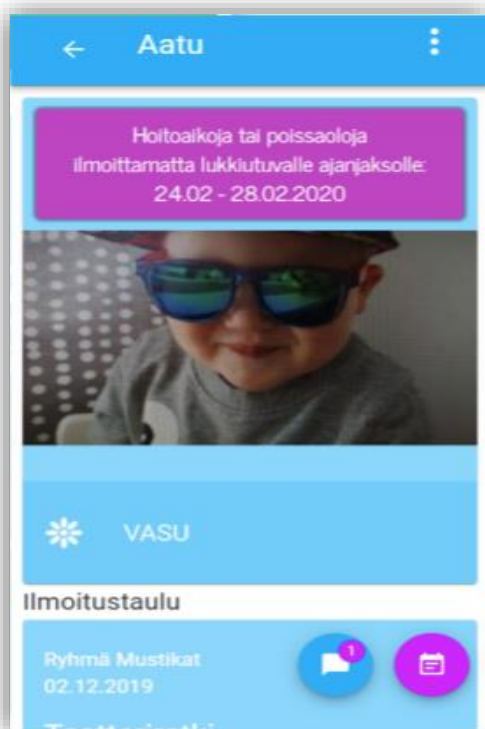 Aatu
Hoitoaikoja tai poissaoloja
ilmoittamatta lukkiutuvalle ajanjaksolle:
24.02 - 28.02.2020
VASU
Ilmoitustaulu
Ryhmä Mustikat
1
02.12.2019